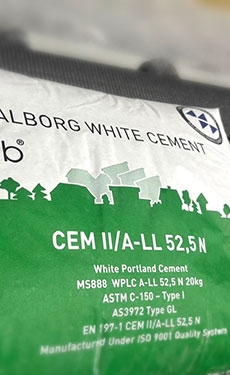 ALBORG WHITE CEMENT
b®
CEM II/A-LL 52,5 N
White Portland Cement
MS888 WPLC A-LL 52,5 N 20kg
ASTM C-150 – Type I
AS3972 Type GL
EN 197-1 CEM II/A-LL 52,5 N
Manufactured Under ISO 9001 Quality System